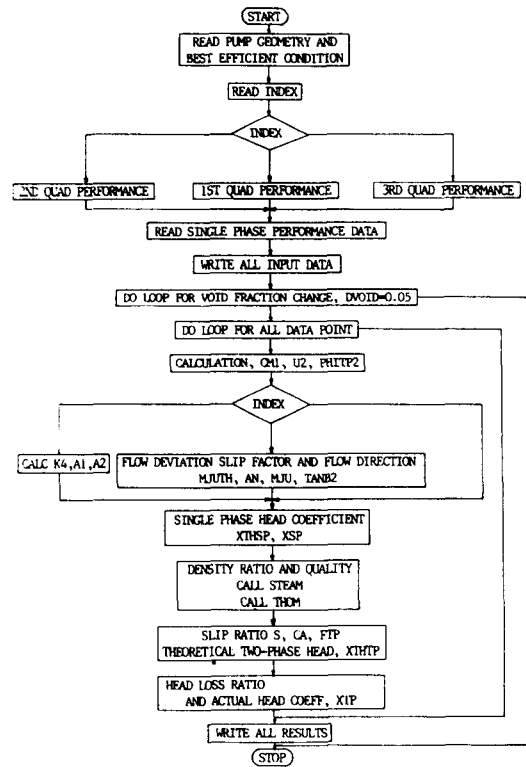 START
READ PUMP GEOMETRY AND
BEST EFFICIENT CONDITION
READ INDEX
INDEX
2ND QUAD PERFORMANCE
1ST QUAD PERFORMANCE
3RD QUAD PERFORMANCE
READ SINGLE PHASE PERFORMANCE DATA
WRITE ALL INPUT DATA
DO LOOP FOR VOID FRACTION CHANGE, DVOID=0.05
DO LOOP FOR ALL DATA POINT
CALCULATION, CM1, U2, PHITP2
INDEX
CALC K4,A1,A2
FLOW DEVIATION SLIP FACTOR AND FLOW DIRECTION
MJUTH, AN, MJU, TANB2
SINGLE PHASE HEAD COEFFICIENT
XTHSP, XSP
DENSITY RATIO AND QUALITY
CALL STEAM
CALL THOM
SLIP RATIO S, CA, FTP
THEORETICAL TWO-PHASE HEAD, XTHTP
HEAD LOSS RATIO
AND ACTUAL HEAD COEFF, XTP
WRITE ALL RESULTS
STOP